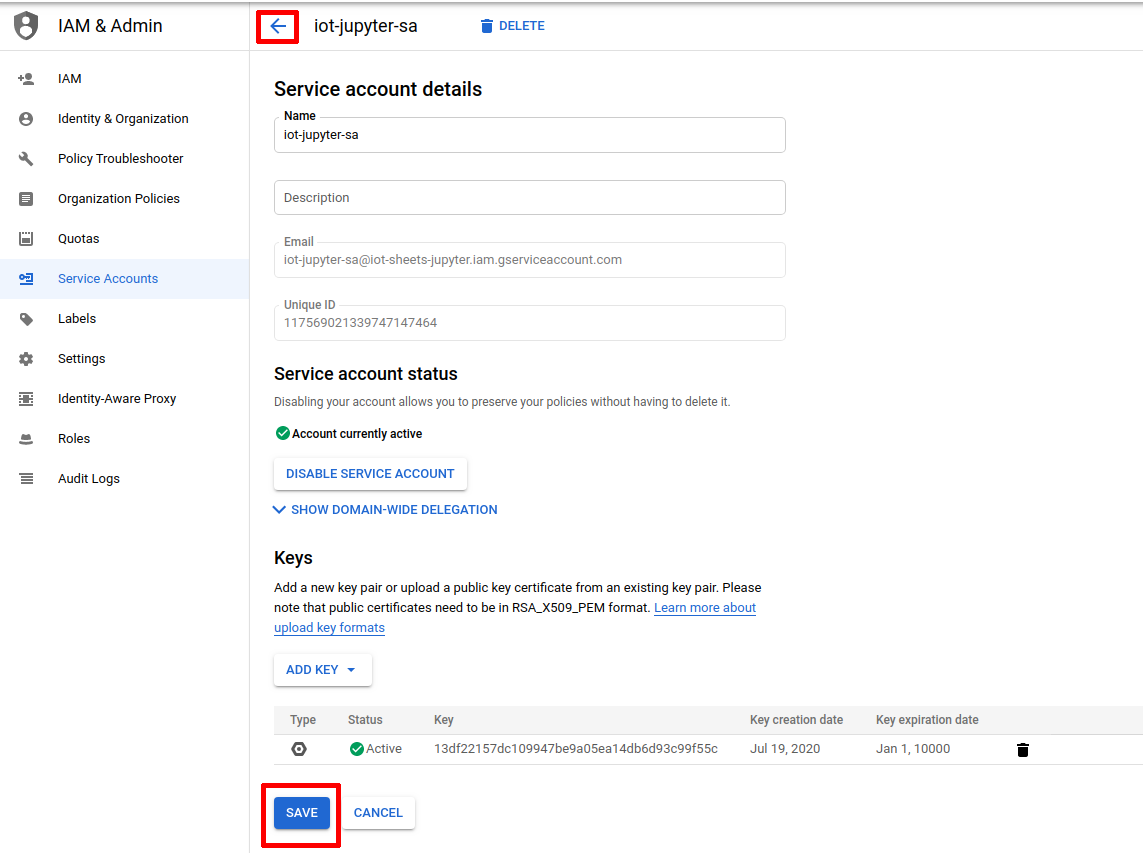 IAM & Admin
iot-jupyter-sa
DELETE
IAM
Identity & Organization
Policy Troubleshooter
Organization Policies
Quotas
Service Accounts
Labels
Settings
Identity-Aware Proxy
Roles
Audit Logs
Service account details
Name
iot-jupyter-sa
Description
Email
iot-jupyter-sa@iot-sheets-jupyter.iam.gserviceaccount.com
Unique ID
117569021339747147464
Service account status
Disabling your account allows you to preserve your policies without having to delete it.
Account currently active
DISABLE SERVICE ACCOUNT
SHOW DOMAIN-WIDE DELEGATION
Keys
Add a new key pair or upload a public key certificate from an existing key pair. Please
note that public certificates need to be in RSA_X509_PEM format. Learn more about
upload key formats
ADD KEY
Type Status Key Key creation date Key expiration date
Active 13df22157dc109947be9a05ea14db6d93c99f55c Jul 19, 2020 Jan 1, 10000
SAVE CANCEL